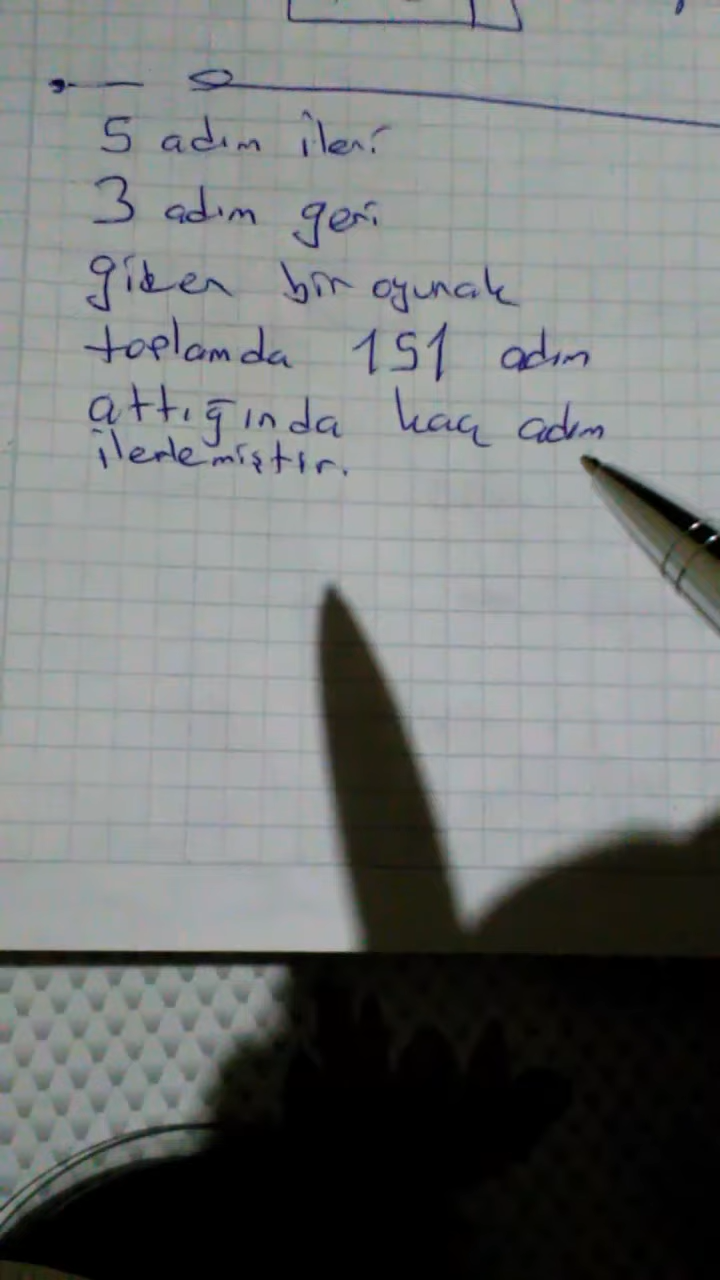 5 adım ileri
3 adım geri
giden bir oyuncak
toplamda 151 adım
attığında kaç adım
ilerlemiştir.